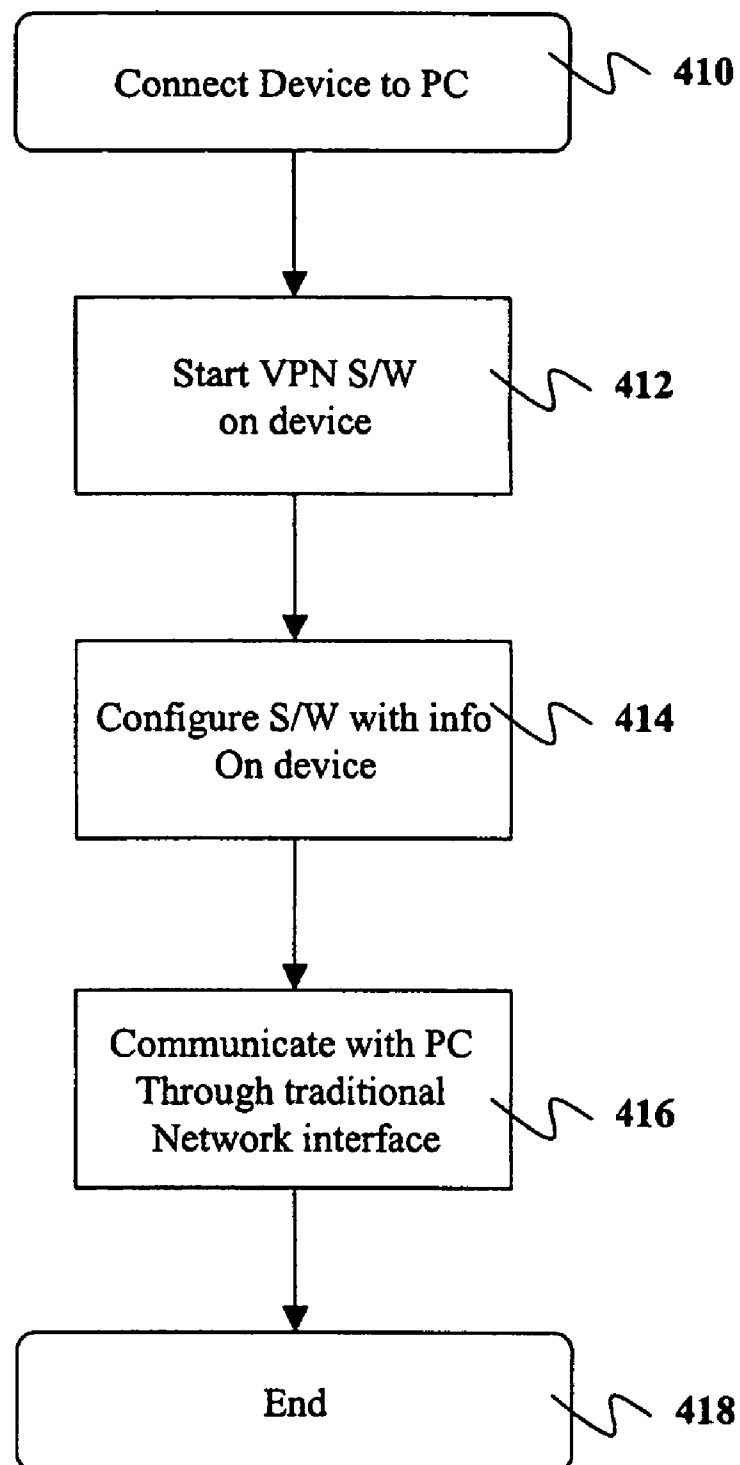 Connect Device to PC
410
Start VPN S/W
on device
412
Configure S/W with info
On device
414
Communicate with PC
Through traditional
Network interface
416
End
418